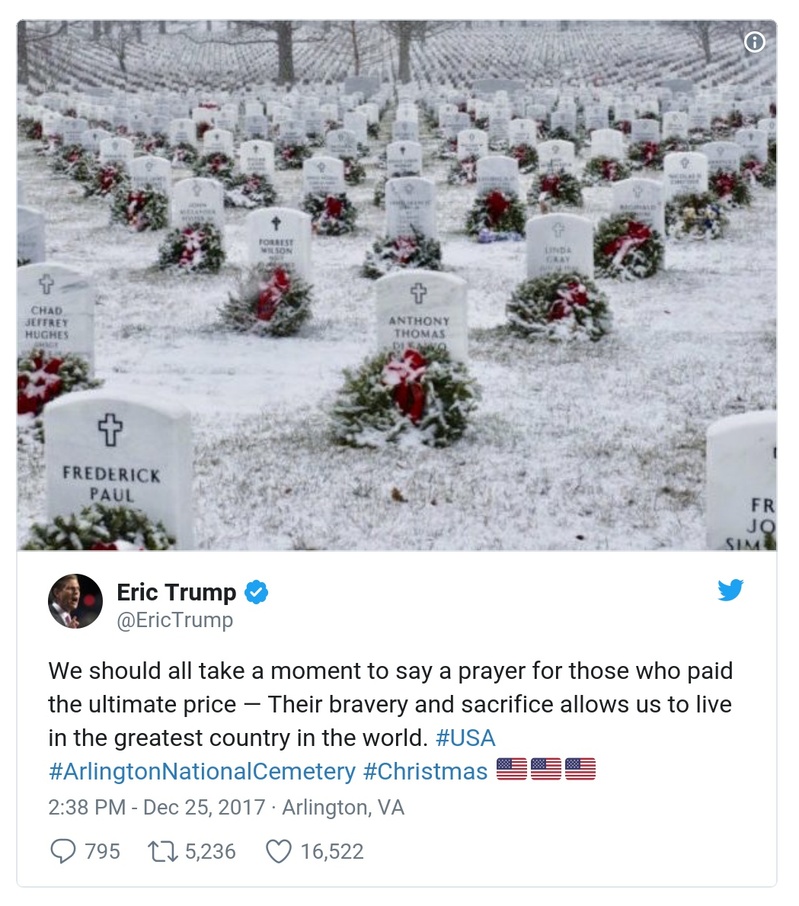 JOHN
FORREST
WILSON
LINDA
GRAY
CHAD
JEFFREY
HUGHES
ANTHONY
THOMAS
FREDERICK
PAUL
FR
JO
SIM
Eric Trump
@EricTrump
We should all take a moment to say a prayer for those who paid
the ultimate price — Their bravery and sacrifice allows us to live
in the greatest country in the world. #USA
#ArlingtonNationalCemetery #Christmas 🇺🇸🇺🇸🇺🇸
2:38 PM - Dec 25, 2017 · Arlington, VA
795 5,236 16,522